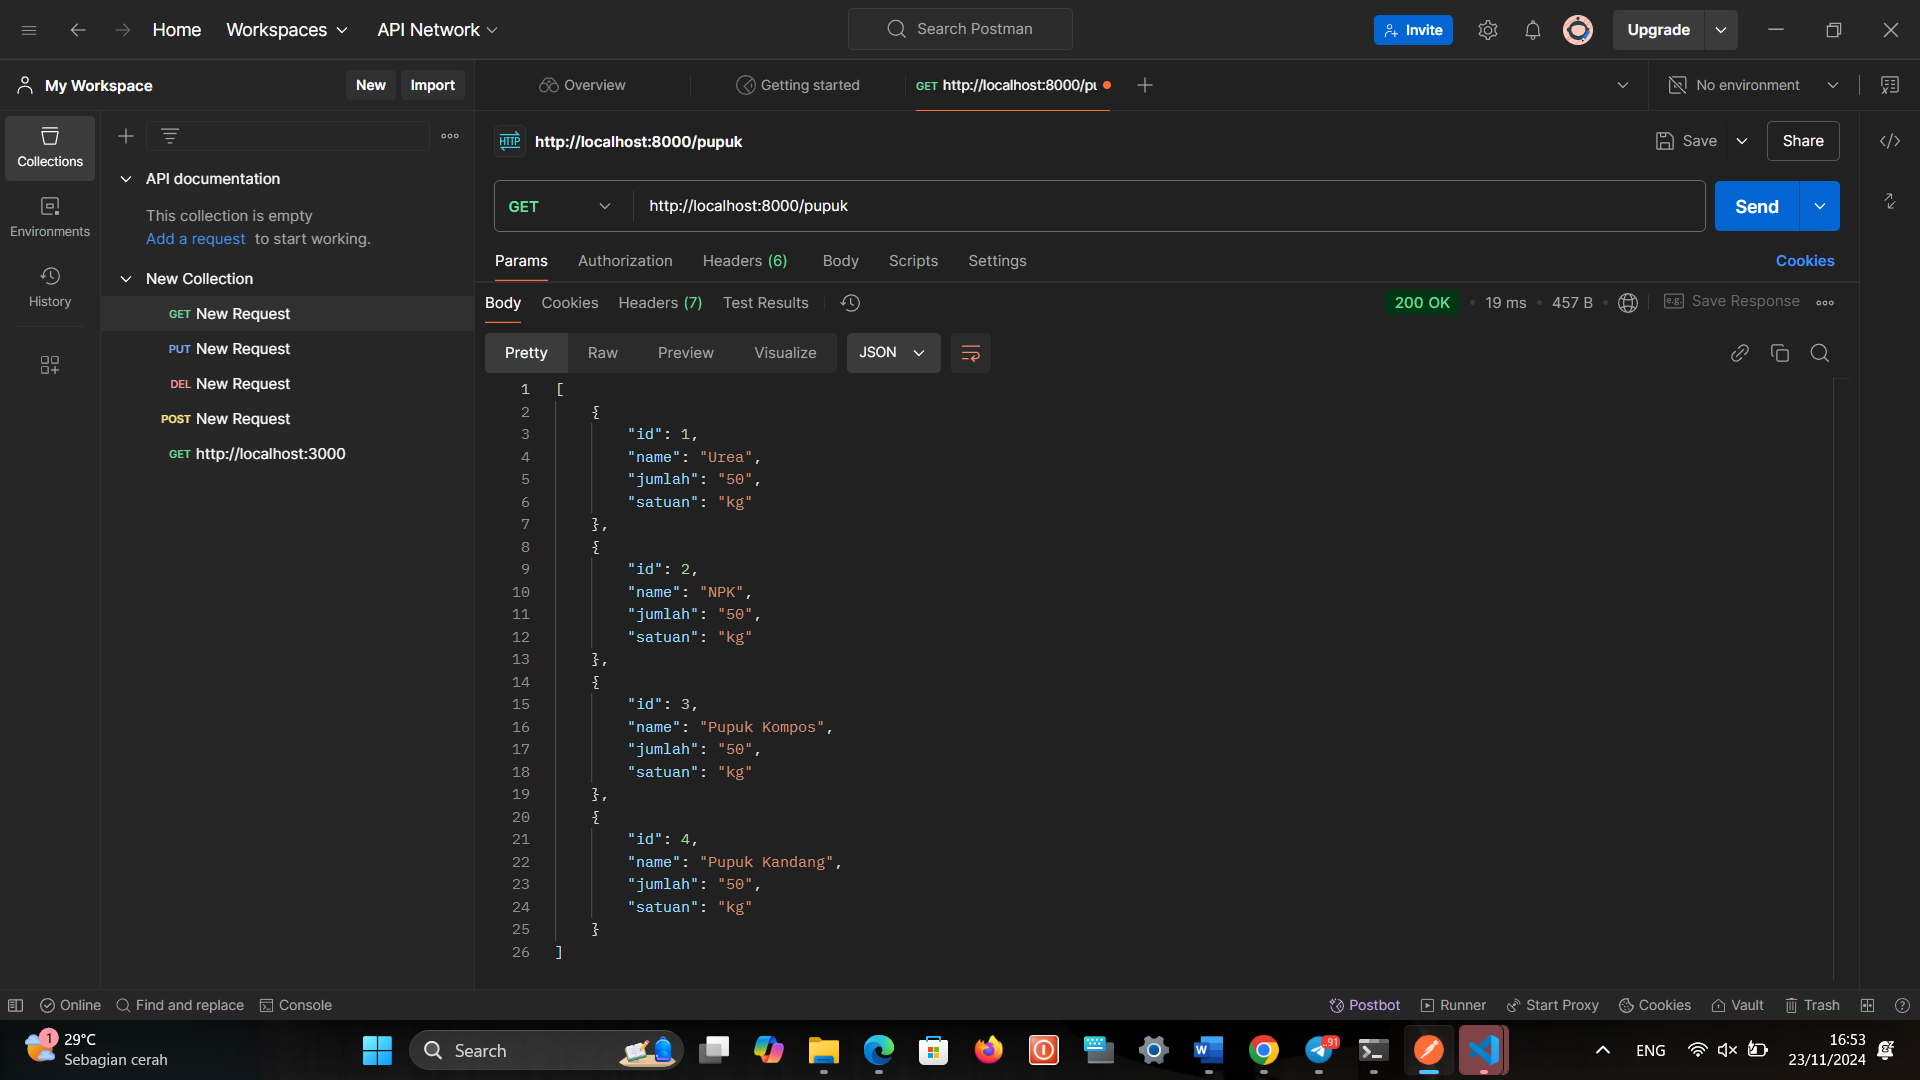 Home Workspaces API Network Search Postman Invite Upgrade
My Workspace New Import Overview Getting started GET http://localhost:8000/pu No environment
Collections
Environments
History
API documentation
This collection is empty
Add a request to start working.
New Collection
GET New Request
PUT New Request
DEL New Request
POST New Request
GET http://localhost:3000
HTTP http://localhost:8000/pupuk Save Share
GET http://localhost:8000/pupuk Send
Params Authorization Headers (6) Body Scripts Settings Cookies
Body Cookies Headers (7) Test Results 200 OK • 19 ms • 457 B • e.g. Save Response
Pretty Raw Preview Visualize JSON
1 [
2 {
3 "id": 1,
4 "name": "Urea",
5 "jumlah": "50",
6 "satuan": "kg"
7 },
8 {
9 "id": 2,
10 "name": "NPK",
11 "jumlah": "50",
12 "satuan": "kg"
13 },
14 {
15 "id": 3,
16 "name": "Pupuk Kompos",
17 "jumlah": "50",
18 "satuan": "kg"
19 },
20 {
21 "id": 4,
22 "name": "Pupuk Kandang",
23 "jumlah": "50",
24 "satuan": "kg"
25 }
26 ]
Online Find and replace Console Postbot Runner Start Proxy Cookies Vault Trash
1 29°C
Sebagian cerah
Search
91
ENG
16:53
23/11/2024